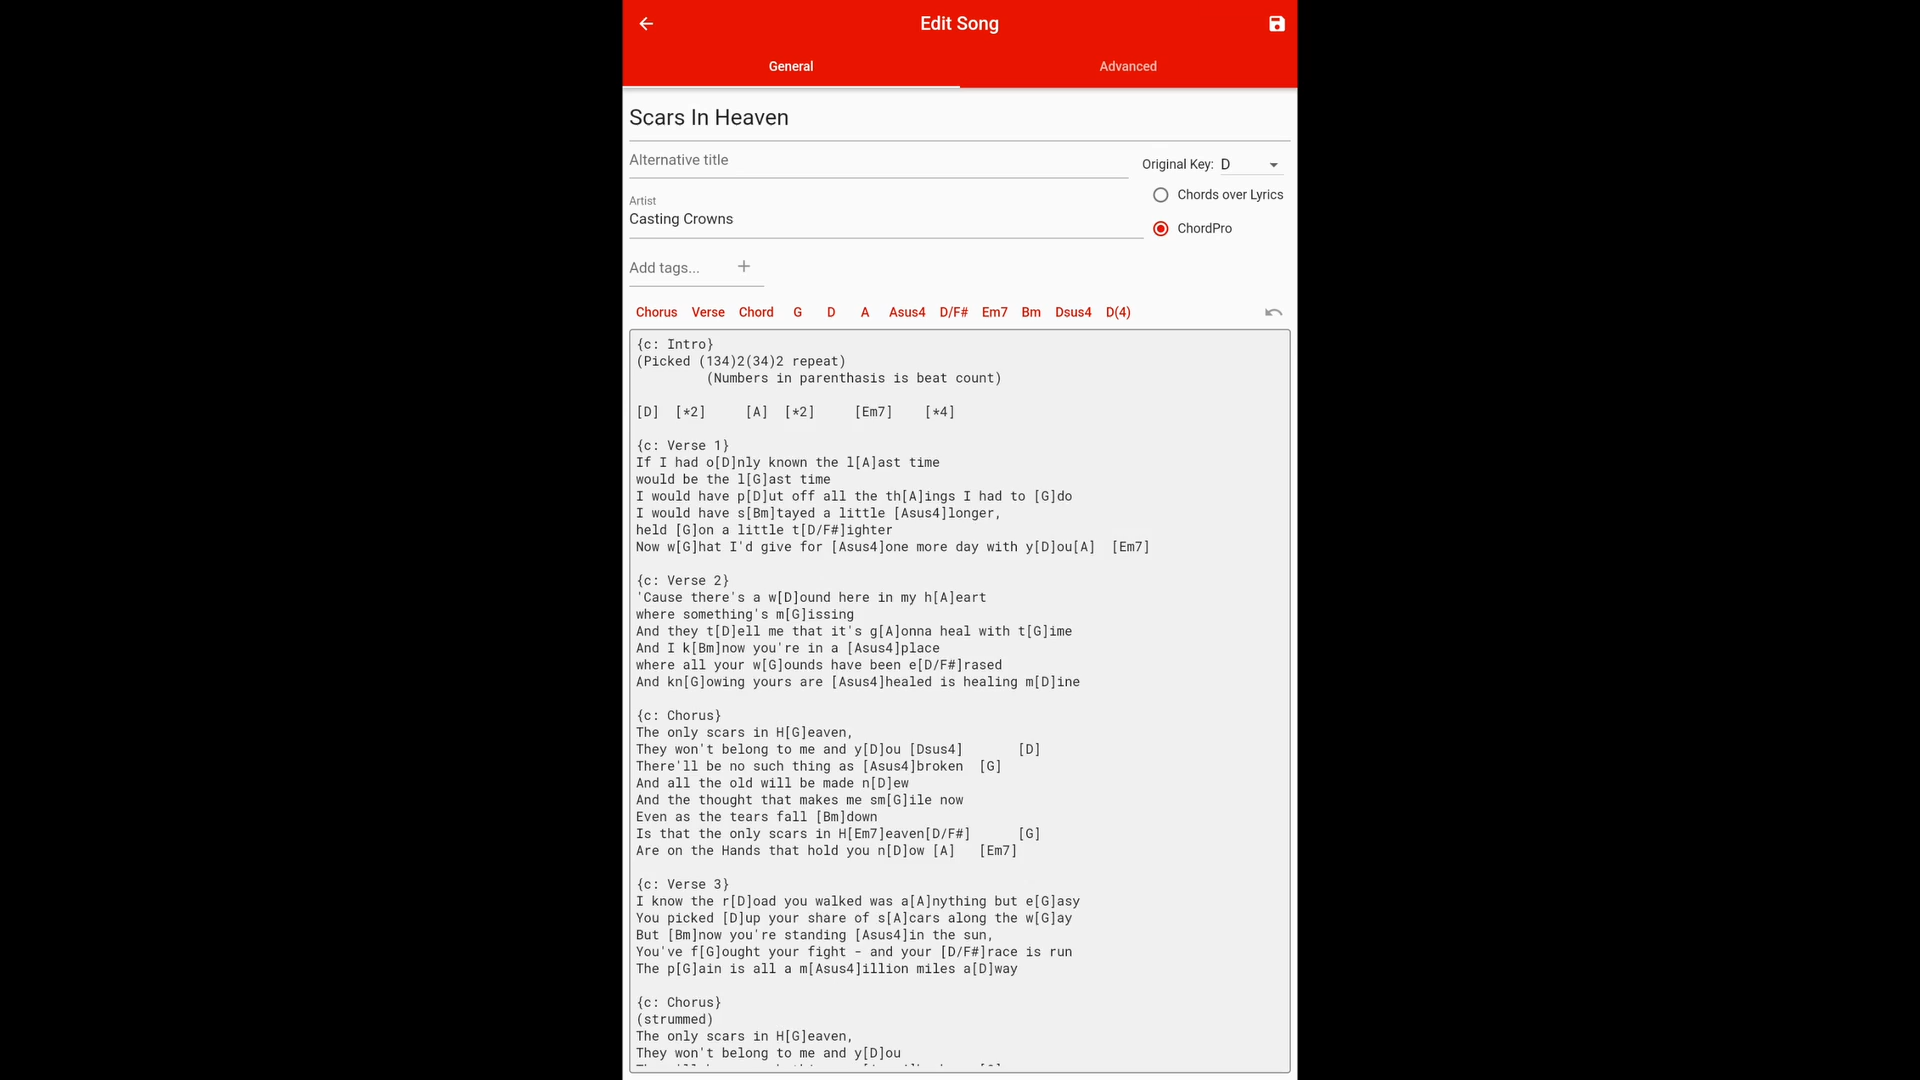 Edit Song
General Advanced
Scars In Heaven
Alternative title
Original Key: D
Chords over Lyrics
Artist
Casting Crowns
ChordPro
Add tags...
Chorus Verse Chord G D A Asus4 D/F# Em7 Bm Dsus4 D(4)
{c: Intro}
(Picked (134)2(34)2 repeat)
         (Numbers in parenthasis is beat count)
[D]  [*2]     [A]  [*2]     [Em7]    [*4]
{c: Verse 1}
If I had o[D]nly known the l[A]ast time
would be the l[G]ast time
I would have p[D]ut off all the th[A]ings I had to [G]do
I would have s[Bm]tayed a little [Asus4]longer,
held [G]on a little t[D/F#]ighter
Now w[G]hat I'd give for [Asus4]one more day with y[D]ou[A]  [Em7]
{c: Verse 2}
'Cause there's a w[D]ound here in my h[A]eart
where something's m[G]issing
And they t[D]ell me that it's g[A]onna heal with t[G]ime
And I k[Bm]now you're in a [Asus4]place
where all your w[G]ounds have been e[D/F#]rased
And kn[G]owing yours are [Asus4]healed is healing m[D]ine
{c: Chorus}
The only scars in H[G]eaven,
They won't belong to me and y[D]ou [Dsus4]       [D]
There'll be no such thing as [Asus4]broken  [G]
And all the old will be made n[D]ew
And the thought that makes me sm[G]ile now
Even as the tears fall [Bm]down
Is that the only scars in H[Em7]eaven[D/F#]      [G]
Are on the Hands that hold you n[D]ow [A]   [Em7]
{c: Verse 3}
I know the r[D]oad you walked was a[A]nything but e[G]asy
You picked [D]up your share of s[A]cars along the w[G]ay
But [Bm]now you're standing [Asus4]in the sun,
You've f[G]ought your fight - and your [D/F#]race is run
The p[G]ain is all a m[Asus4]illion miles a[D]way
{c: Chorus}
(strummed)
The only scars in H[G]eaven,
They won't belong to me and y[D]ou